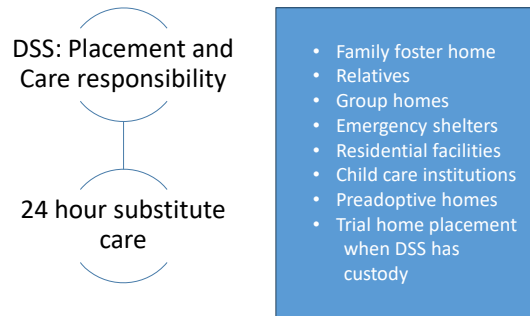 DSS: Placement and
Care responsibility
24 hour substitute
care
• Family foster home
• Relatives
• Group homes
• Emergency shelters
• Residential facilities
• Child care institutions
• Preadoptive homes
• Trial home placement
when DSS has
custody